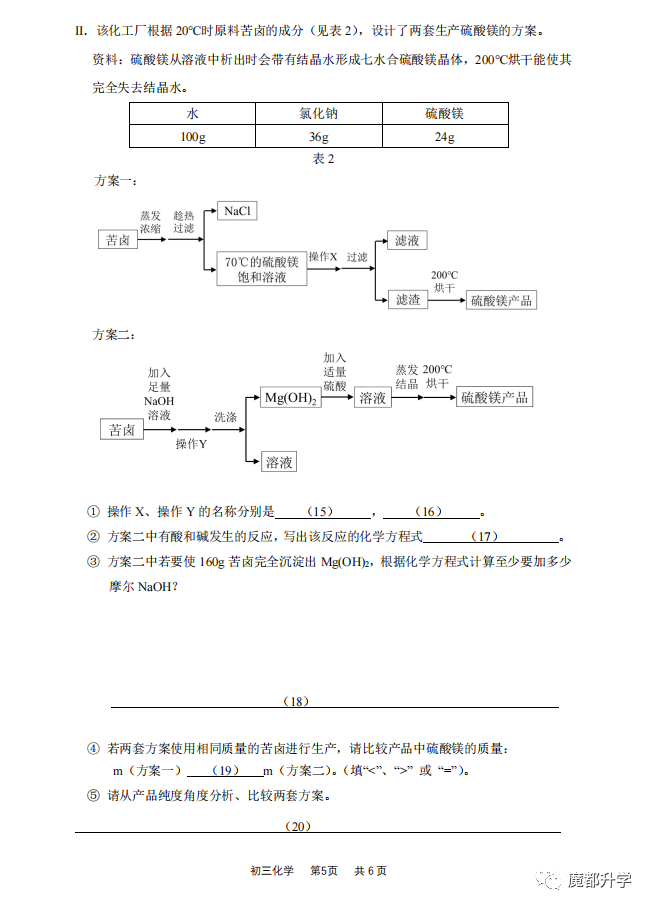 II. 该化工厂根据 20℃时原料苦卤的成分（见表 2），设计了两套生产硫酸镁的方案。
资料：硫酸镁从溶液中析出时会带有结晶水形成七水合硫酸镁晶体，200℃烘干能使其
完全失去结晶水。
水 氯化钠 硫酸镁
100g 36g 24g
表 2
方案一：
苦卤
蒸发
浓缩
趁热
过滤
NaCl
70℃的硫酸镁
饱和溶液
操作X 过滤
滤液
滤渣
200℃
烘干
硫酸镁产品
方案二：
苦卤
加入
足量
NaOH
溶液
操作Y
洗涤
Mg(OH)₂
溶液
加入
适量
硫酸
溶液
蒸发
结晶
200℃
烘干
硫酸镁产品
① 操作 X、操作 Y 的名称分别是 （15） ， （16） 。
② 方案二中有酸和碱发生的反应，写出该反应的化学方程式 （17） 。
③ 方案二中若要使 160g 苦卤完全沉淀出 Mg(OH)₂，根据化学方程式计算至少要加多少
摩尔 NaOH？
（18）
④ 若两套方案使用相同质量的苦卤进行生产，请比较产品中硫酸镁的质量：
m（方案一） （19） m（方案二）。（填“<”、“>” 或 “=”）。
⑤ 请从产品纯度角度分析、比较两套方案。
（20）
初三化学 第5页 共 6 页
魔都升学